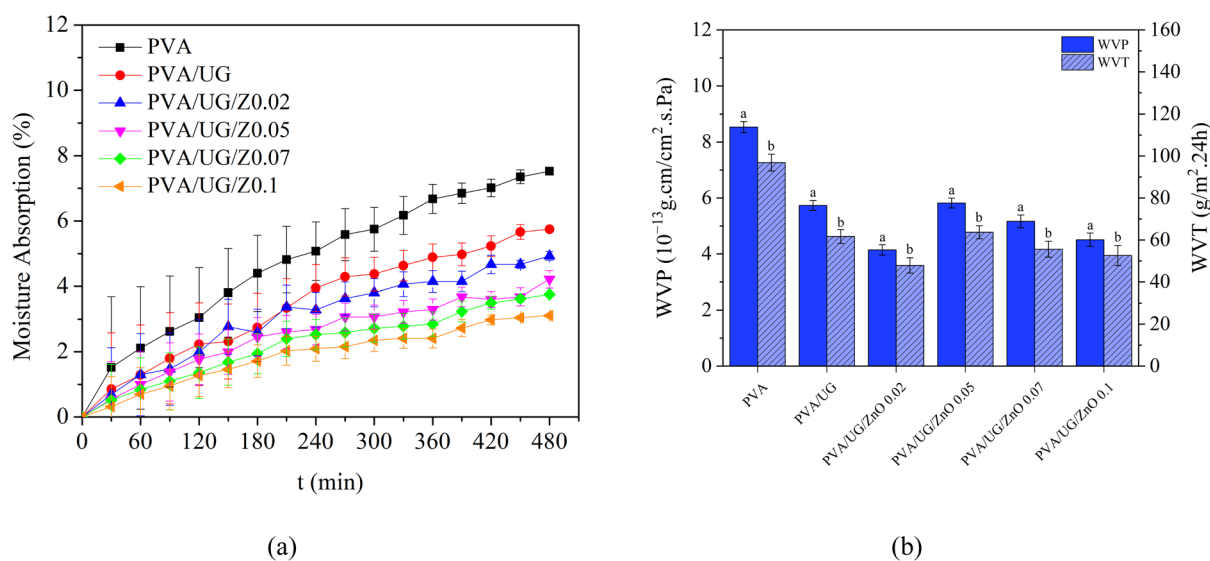 12
10
8
6
4
2
0
Moisture Absorption (%)
PVA
PVA/UG
PVA/UG/Z0.02
PVA/UG/Z0.05
PVA/UG/Z0.07
PVA/UG/Z0.1
0 60 120 180 240 300 360 420 480
t (min)
(a)
12
10
8
6
4
2
0
WVP (10⁻¹³g.cm/cm².s.Pa)
WVP
WVT
a
b
a
b
a
b
a
b
a
b
a
b
160
140
120
100
80
60
40
20
0
WVT (g/m².24h)
PVA
PVA/UG
PVA/UG/ZnO 0.02
PVA/UG/ZnO 0.05
PVA/UG/ZnO 0.07
PVA/UG/ZnO 0.1
(b)